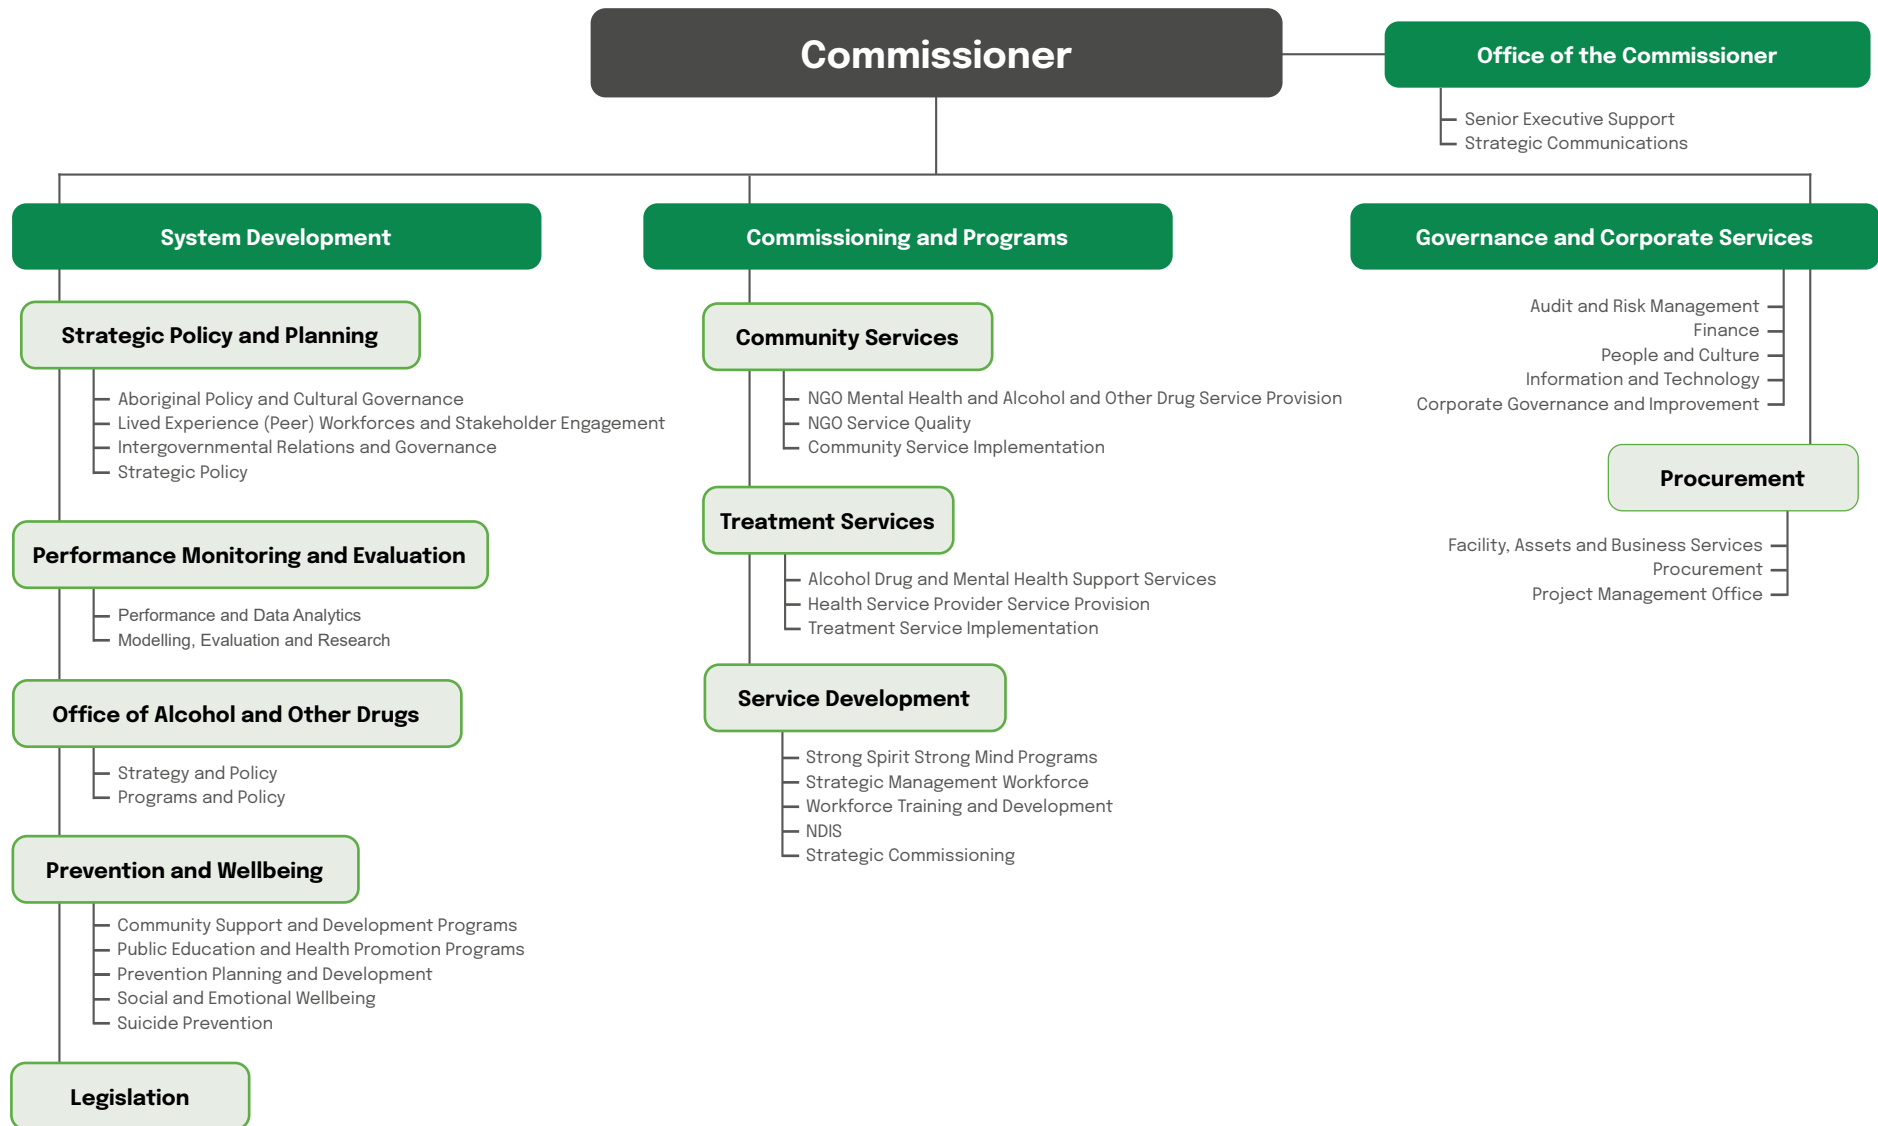 Commissioner
Office of the Commissioner
Senior Executive Support
Strategic Communications
System Development
Strategic Policy and Planning
Aboriginal Policy and Cultural Governance
Lived Experience (Peer) Workforces and Stakeholder Engagement
Intergovernmental Relations and Governance
Strategic Policy
Performance Monitoring and Evaluation
Performance and Data Analytics
Modelling, Evaluation and Research
Office of Alcohol and Other Drugs
Strategy and Policy
Programs and Policy
Prevention and Wellbeing
Community Support and Development Programs
Public Education and Health Promotion Programs
Prevention Planning and Development
Social and Emotional Wellbeing
Suicide Prevention
Legislation
Commissioning and Programs
Community Services
NGO Mental Health and Alcohol and Other Drug Service Provision
NGO Service Quality
Community Service Implementation
Treatment Services
Alcohol Drug and Mental Health Support Services
Health Service Provider Service Provision
Treatment Service Implementation
Service Development
Strong Spirit Strong Mind Programs
Strategic Management Workforce
Workforce Training and Development
NDIS
Strategic Commissioning
Governance and Corporate Services
Audit and Risk Management
Finance
People and Culture
Information and Technology
Corporate Governance and Improvement
Procurement
Facility, Assets and Business Services
Procurement
Project Management Office